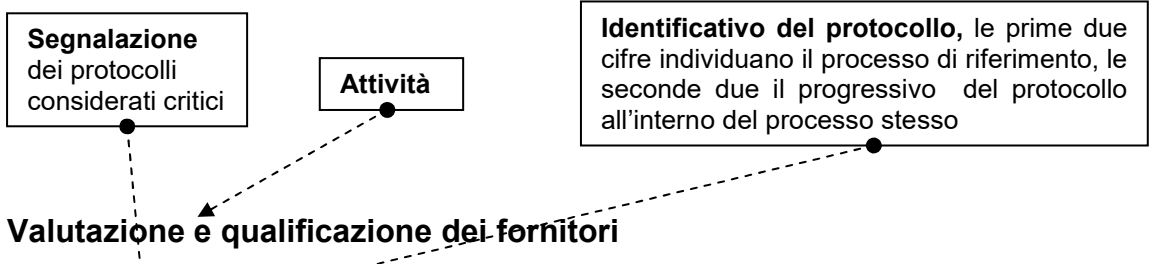 Segnalazione
dei protocolli
considerati critici
Attività
Identificativo del protocollo, le prime due
cifre individuano il processo di riferimento, le
seconde due il progressivo del protocollo
all'interno del processo stesso
Valutazione e qualificazione dei fornitori